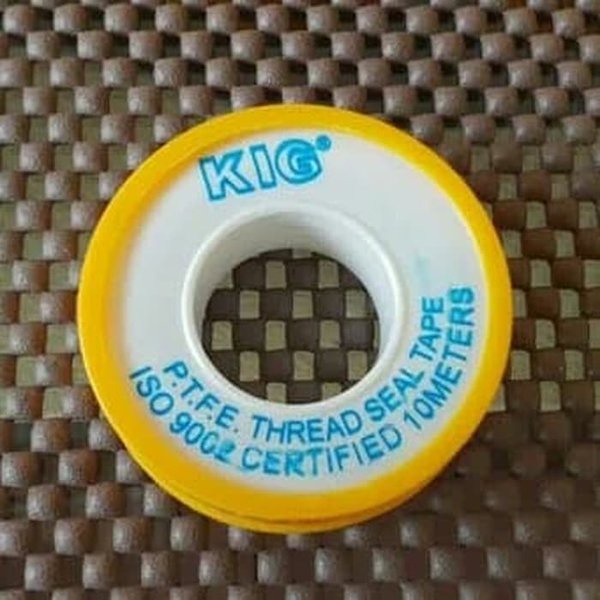 KIG®
P.T.F.E. THREAD SEAL TAPE
ISO 9002 CERTIFIED 10METERS